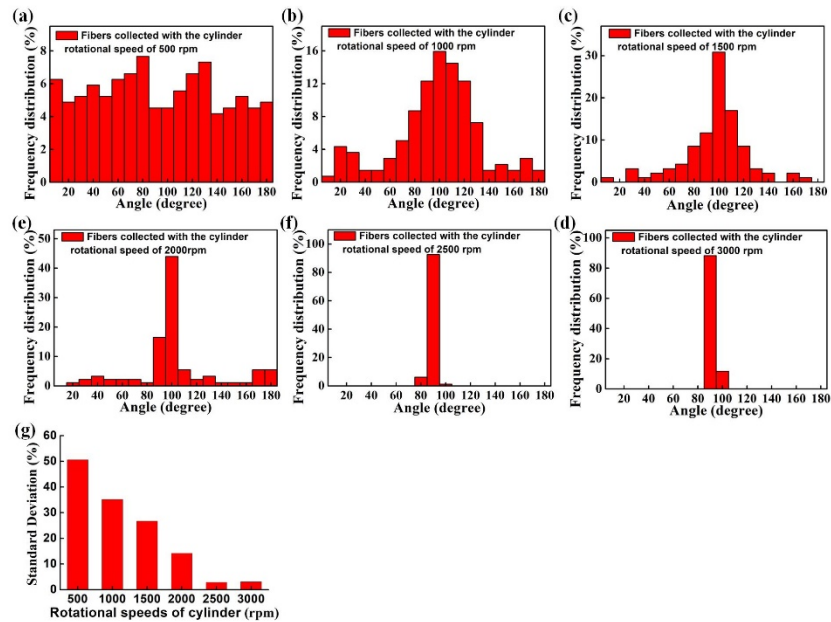 (a)
Fibers collected with the cylinder
rotational speed of 500 rpm
Frequency distribution (%)
8
6
4
2
0
20 40 60 80 100 120 140 160 180
Angle (degree)
(b)
Fibers collected with the cylinder
rotational speed of 1000 rpm
Frequency distribution (%)
16
12
8
4
0
20 40 60 80 100 120 140 160 180
Angle (degree)
(c)
Fibers collected with the cylinder
rotational speed of 1500 rpm
Frequency distribution (%)
30
20
10
0
20 40 60 80 100 120 140 160 180
Angle (degree)
(e)
Fibers collected with the cylinder
rotational speed of 2000rpm
Frequency distribution (%)
50
40
30
20
10
0
20 40 60 80 100 120 140 160 180
Angle (degree)
(f)
Fibers collected with the cylinder
rotational speed of 2500 rpm
Frequency distribution (%)
100
80
60
40
20
0
20 40 60 80 100 120 140 160 180
Angle (degree)
(d)
Fibers collected with the cylinder
rotational speed of 3000 rpm
Frequency distribution (%)
100
80
60
40
20
0
20 40 60 80 100 120 140 160 180
Angle (degree)
(g)
Standard Deviation (%)
60
50
40
30
20
10
0
500 1000 1500 2000 2500 3000
Rotational speeds of cylinder (rpm)